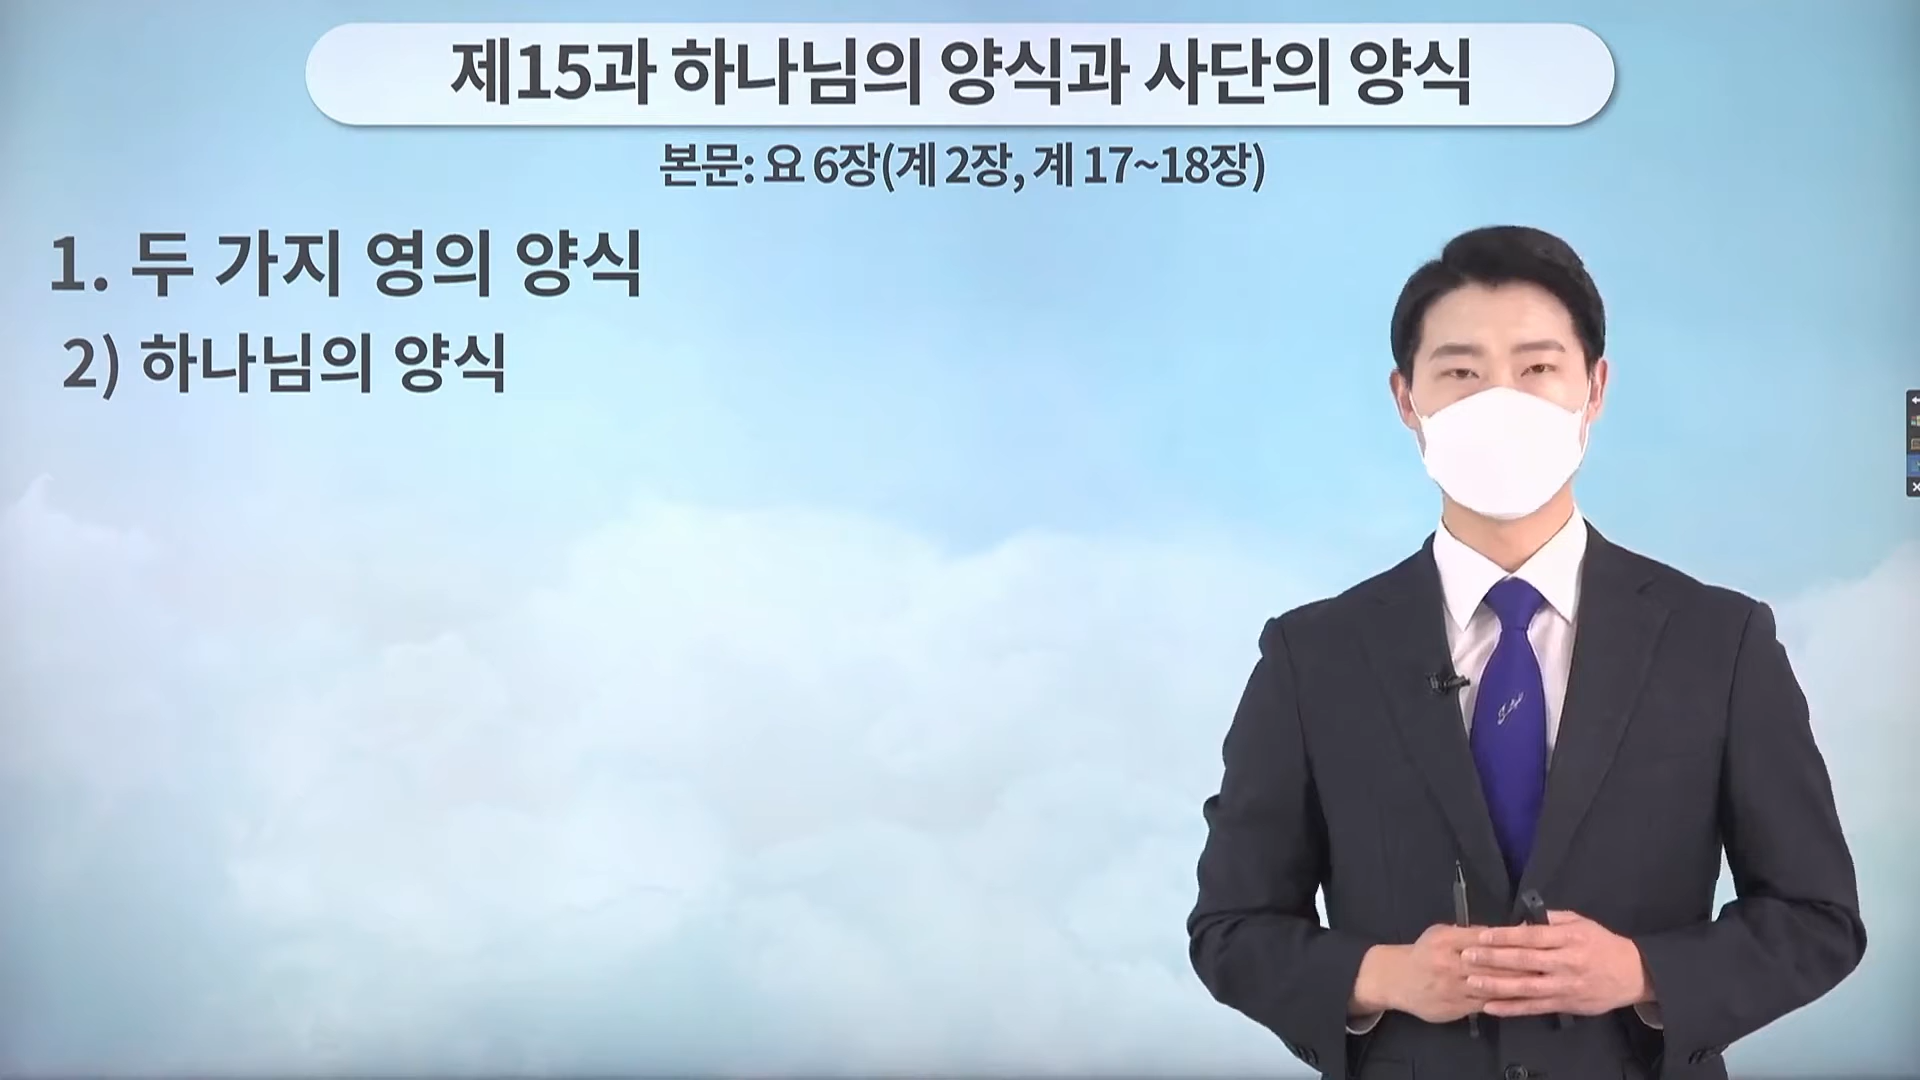 제15과 하나님의 양식과 사단의 양식
본문: 요 6장(계 2장, 계 17~18장)
1. 두 가지 영의 양식
2) 하나님의 양식